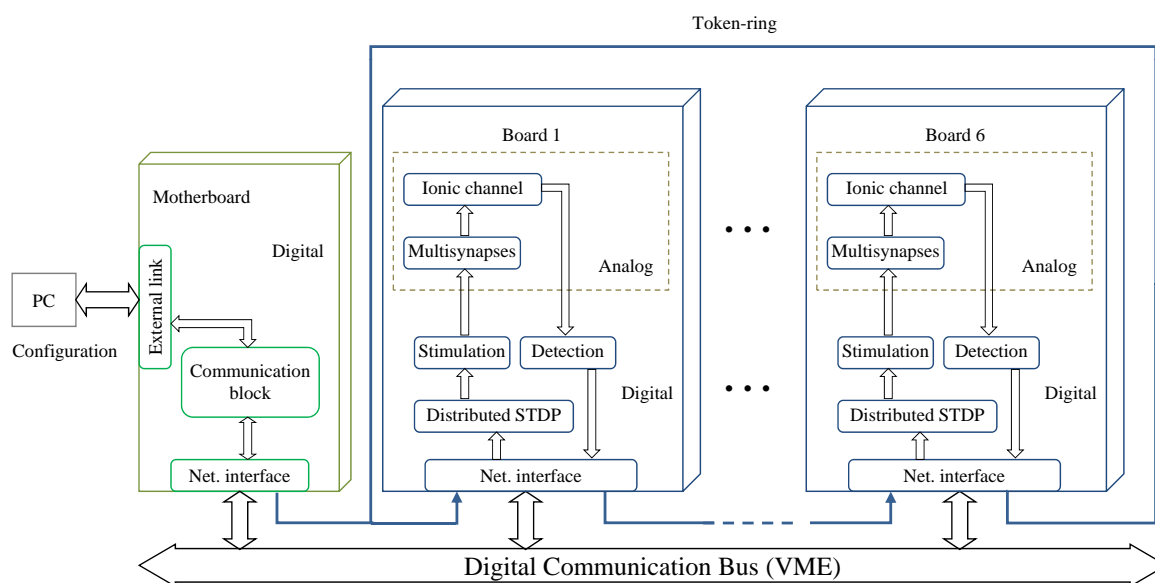 Token-ring
Motherboard
Digital
PC
Configuration
External link
Communication
block
Net. interface
Board 1
Ionic channel
Multisynapses
Analog
Stimulation
Detection
Digital
Distributed STDP
Net. interface
• • •
• • •
Board 6
Ionic channel
Multisynapses
Analog
Stimulation
Detection
Digital
Distributed STDP
Net. interface
Digital Communication Bus (VME)